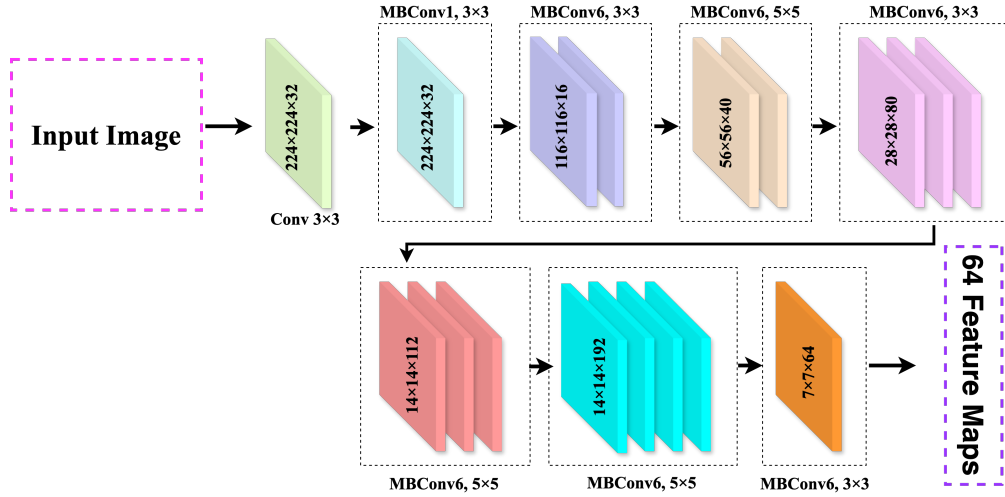 MBConv1, 3×3
MBConv6, 3×3
MBConv6, 5×5
MBConv6, 3×3
Input Image
224×224×32
224×224×32
116×116×16
56×56×40
28×28×80
Conv 3×3
14×14×112
14×14×192
7×7×64
64 Feature Maps
MBConv6, 5×5
MBConv6, 5×5
MBConv6, 3×3